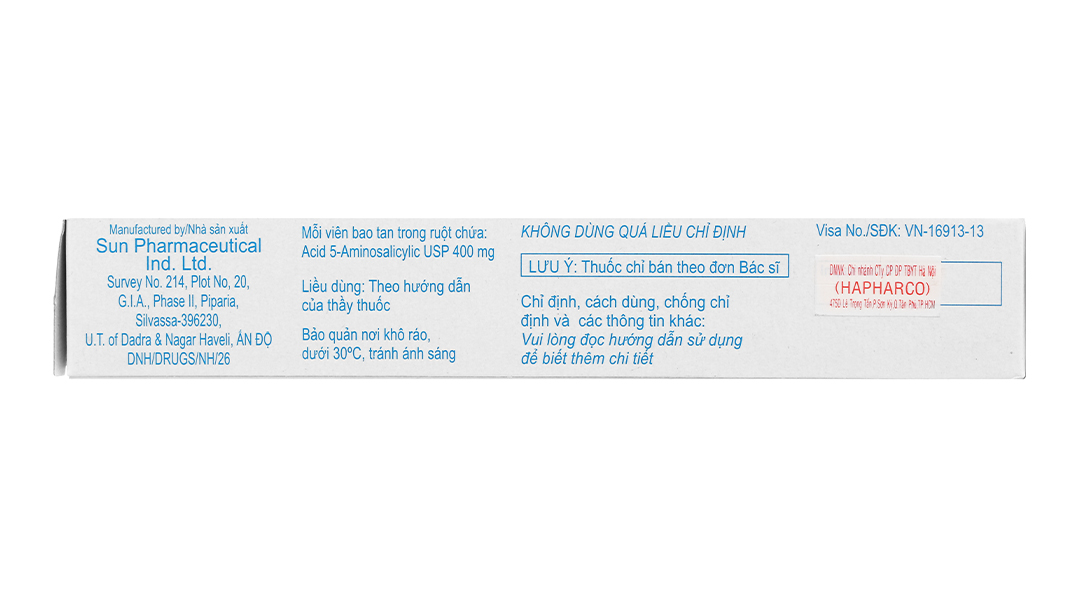 Manufactured by/Nhà sản xuất
Sun Pharmaceutical
Ind. Ltd.
Survey No. 214, Plot No, 20,
G.I.A., Phase II, Piparia,
Silvassa-396230,
U.T. of Dadra & Nagar Haveli, ẤN ĐỘ
DNH/DRUGS/NH/26
Mỗi viên bao tan trong ruột chứa:
Acid 5-Aminosalicylic USP 400 mg
Liều dùng: Theo hướng dẫn
của thầy thuốc
Bảo quản nơi khô ráo,
dưới 30ºC, tránh ánh sáng
KHÔNG DÙNG QUÁ LIỀU CHỈ ĐỊNH
LƯU Ý: Thuốc chỉ bán theo đơn Bác sĩ
Chỉ định, cách dùng, chống chỉ
định và các thông tin khác:
Vui lòng đọc hướng dẫn sử dụng
để biết thêm chi tiết
Visa No./SĐK: VN-16913-13
DNNK: Chi nhánh CTy CP DP TBYT Hà Nội
(HAPHARCO)
Lê Trọng Tấn,P.Sơn Kỳ,Q.Tân Phú,TP.HCM